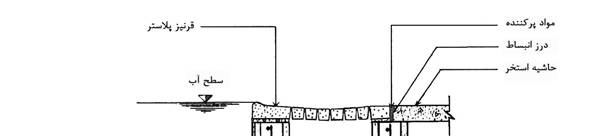 مواد پرکننده
قرنیز پلاستر
درز انبساط
حاشیه استخر
سطح آب